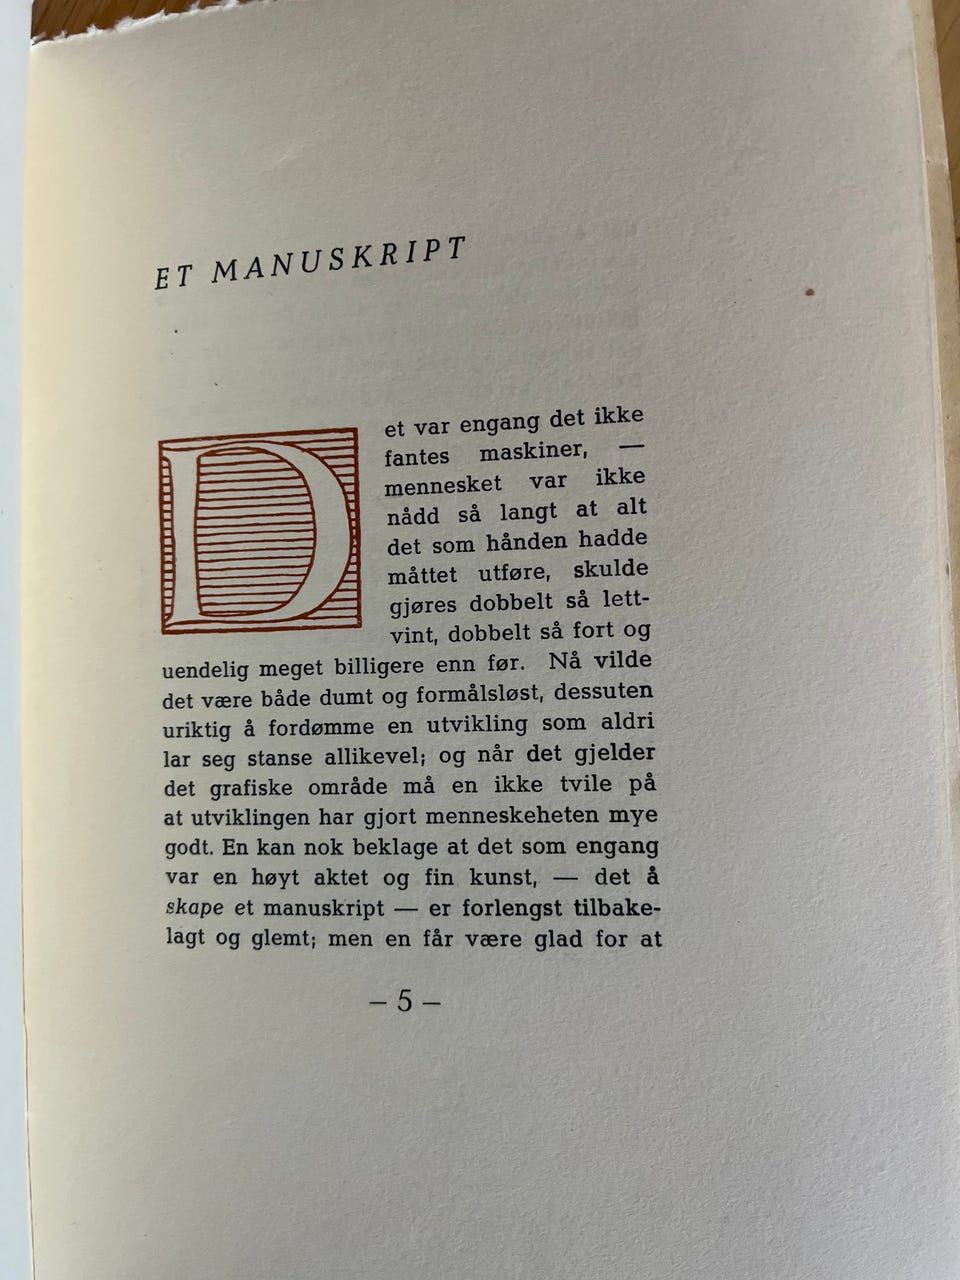 ET MANUSKRIPT
Det var engang det ikke
fantes maskiner, —
mennesket var ikke
nådd så langt at alt
det som hånden hadde
måttet utføre, skulde
gjøres dobbelt så lett-
vint, dobbelt så fort og
uendelig meget billigere enn før. Nå vilde
det være både dumt og formålsløst, dessuten
uriktig å fordømme en utvikling som aldri
lar seg stanse allikevel; og når det gjelder
det grafiske område må en ikke tvile på
at utviklingen har gjort menneskeheten mye
godt. En kan nok beklage at det som engang
var en høyt aktet og fin kunst, — det å
skape et manuskript — er forlengst tilbake-
lagt og glemt; men en får være glad for at
– 5 –